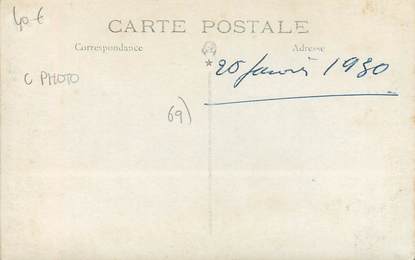 40 €
CARTE POSTALE
Correspondance
Adresse
20 Janvier 1930
C PHOTO
69)